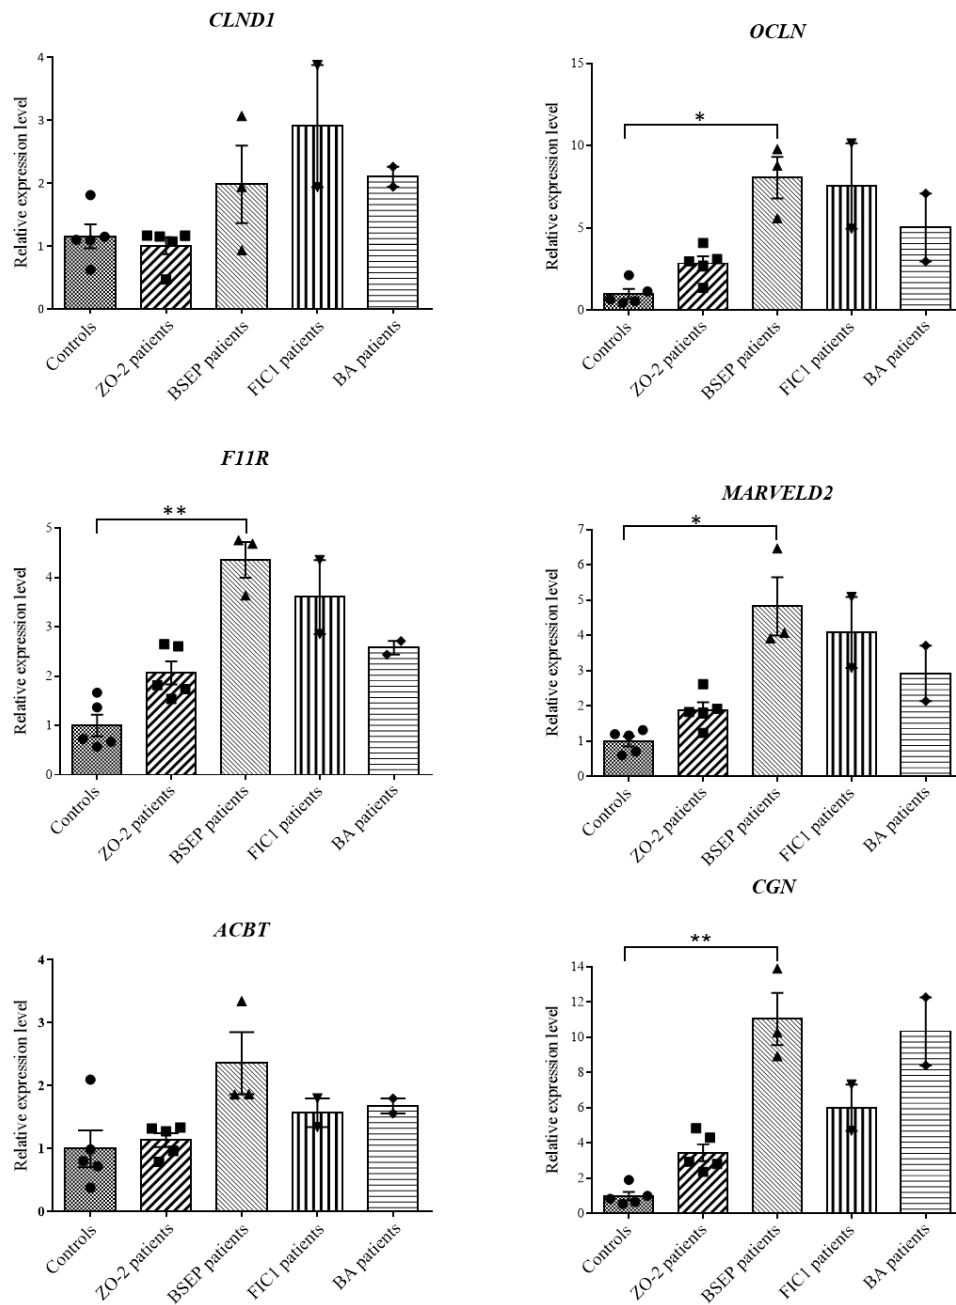 CLND1
Relative expression level
4
3
2
1
0
Controls
ZO-2 patients
BSEP patients
FIC1 patients
BA patients
OCLN
Relative expression level
15
10
5
0
*
Controls
ZO-2 patients
BSEP patients
FIC1 patients
BA patients
F11R
Relative expression level
5
4
3
2
1
0
**
Controls
ZO-2 patients
BSEP patients
FIC1 patients
BA patients
MARVELD2
Relative expression level
7
6
5
4
3
2
1
0
*
Controls
ZO-2 patients
BSEP patients
FIC1 patients
BA patients
ACBT
Relative expression level
4
3
2
1
0
Controls
ZO-2 patients
BSEP patients
FIC1 patients
BA patients
CGN
Relative expression level
14
12
10
8
6
4
2
0
**
Controls
ZO-2 patients
BSEP patients
FIC1 patients
BA patients